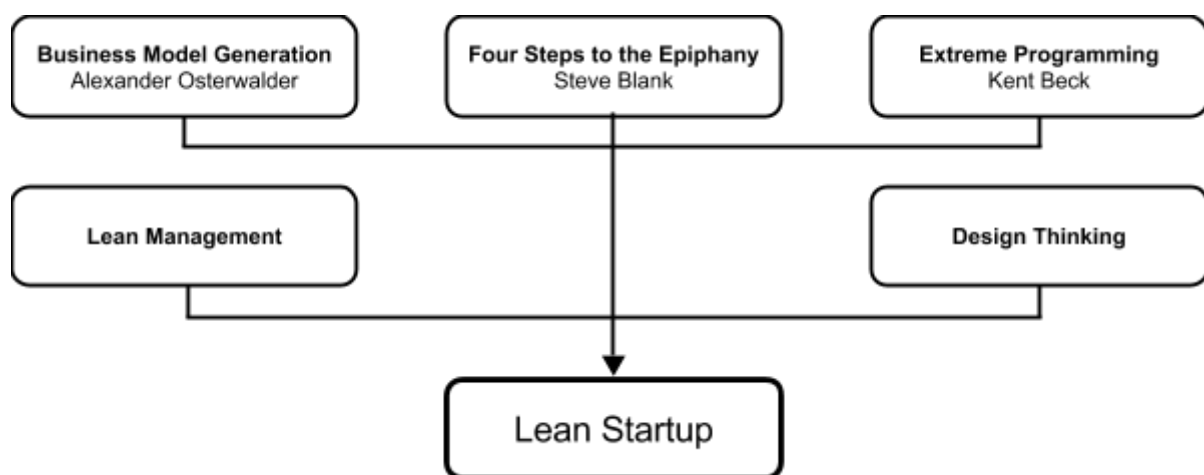 Business Model Generation
Alexander Osterwalder
Four Steps to the Epiphany
Steve Blank
Extreme Programming
Kent Beck
Lean Management
Design Thinking
Lean Startup